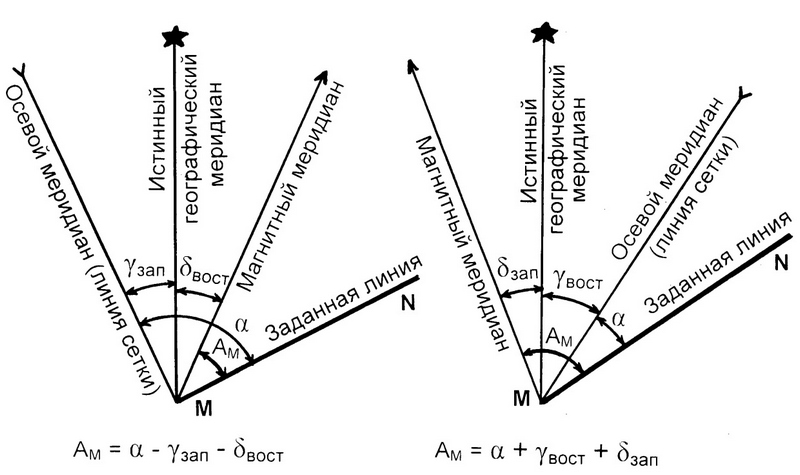 Осевой меридиан (линия сетки)
Истинный
географический
меридиан
Магнитный меридиан
γзап
δвост
α
Aм
Заданная линия
N
M
Aм = α - γзап - δвост
Магнитный меридиан
Истинный
географический
меридиан
Осевой меридиан
(линия сетки)
δзап
γвост
α
Aм
Заданная линия
N
M
Aм = α + γвост + δзап